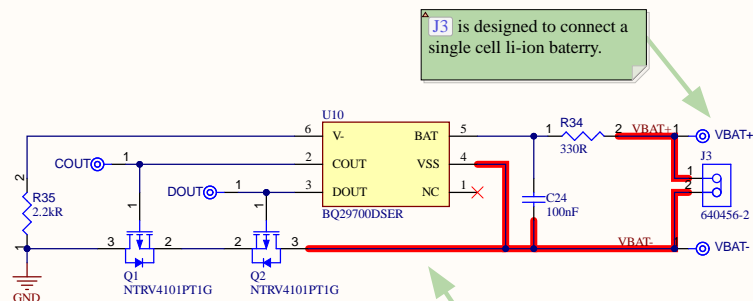 J3 is designed to connect a
single cell li-ion baterry.
U10
6 V- BAT 5
2 COUT VSS 4
3 DOUT NC 1
BQ29700DSER
COUT 1
DOUT 1
1 R34 2
330R
VBAT+ 1 VBAT+
J3
1
2
640456-2
C24
100nF
2
R35
2.2kR
1
3 1 2
Q1
NTRV4101PT1G
2 1 3
Q2
NTRV4101PT1G
VBAT- 1 VBAT-
GND